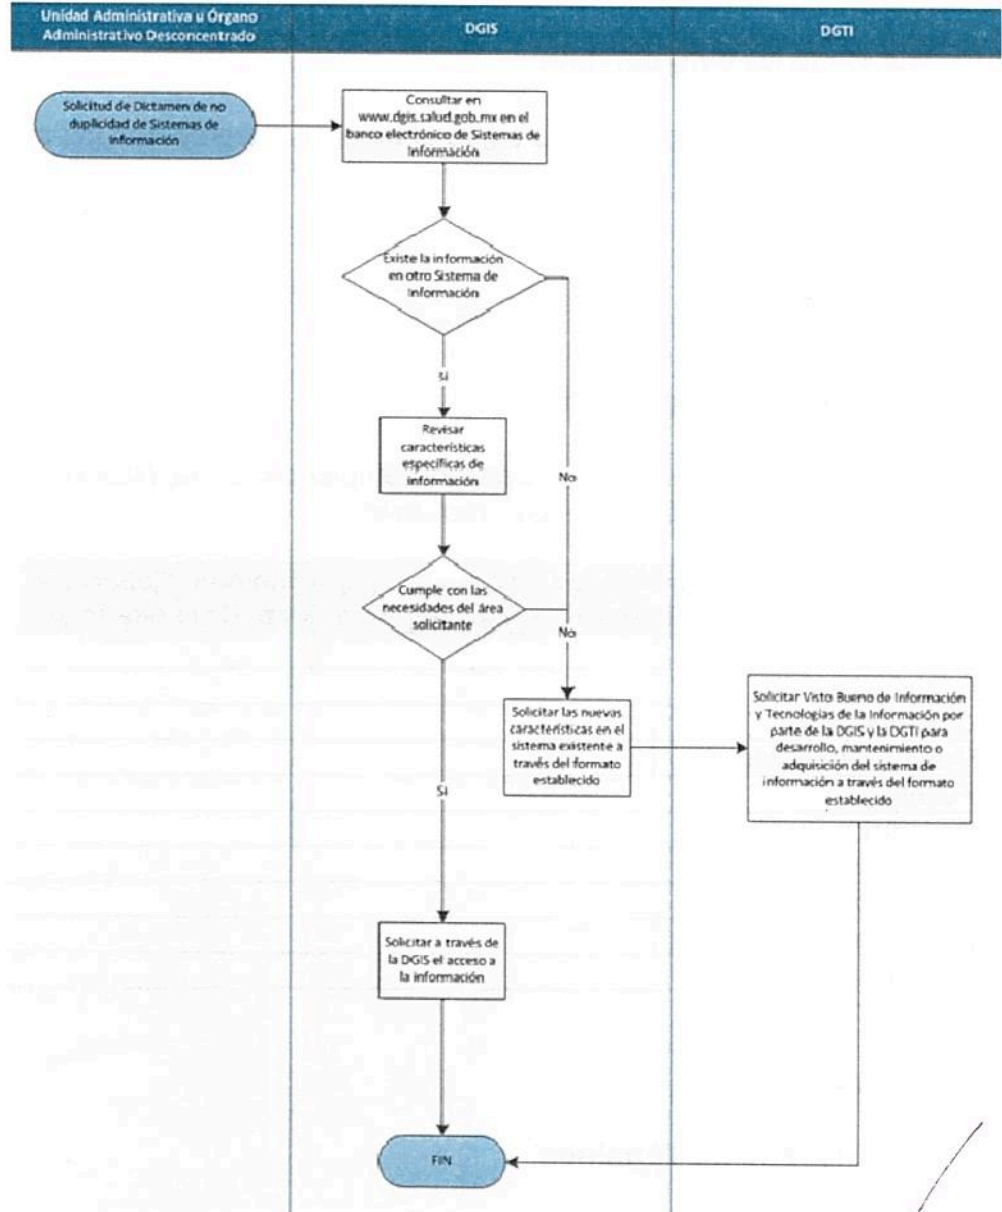 Unidad Administrativa u Órgano
Administrativo Desconcentrado
DGIS
DGTI
Solicitud de Dictamen de no
duplicidad de Sistemas de
Información
Consultar en
www.dgis.salud.gob.mx en el
banco electrónico de Sistemas de
Información
Existe la información
en otro Sistema de
Información
Si
No
Revisar
características
específicas de
información
Cumple con las
necesidades del área
solicitante
No
Si
Solicitar las nuevas
características en el
sistema existente a
través del formato
establecido
Solicitar Visto Bueno de Información
y Tecnologías de la Información por
parte de la DGIS y la DGTI para
desarrollo, mantenimiento o
adquisición del sistema de
información a través del formato
establecido
Solicitar a través de
la DGIS el acceso a
la información
FIN